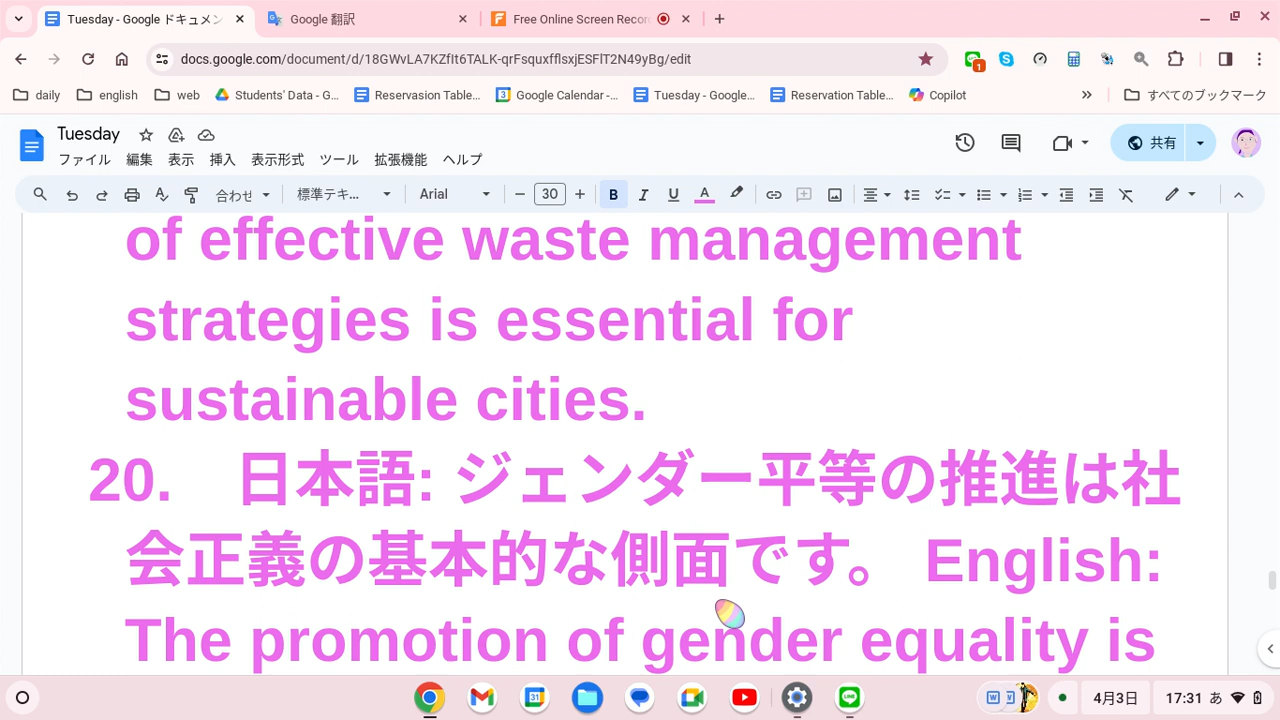 Tuesday - Google ドキュメン
Google 翻訳
Free Online Screen Recor
docs.google.com/document/d/13GWvLA7KZfIt6TALK-qrFsquxfflsxjESFlT2N49yBg/edit
1
daily
english
web
Students' Data - G...
Reservasion Table...
Google Calendar -...
Tuesday - Google...
Reservation Table...
Copilot
すべてのブックマーク
Tuesday
ファイル 編集 表示 挿入 表示形式 ツール 拡張機能 ヘルプ
共有
合わせ
標準テキ...
Arial
30
B I U A
of effective waste management
strategies is essential for
sustainable cities.
20. 日本語: ジェンダー平等の推進は社
会正義の基本的な側面です。 English:
The promotion of gender equality is
31
4月3日
17:31 あ